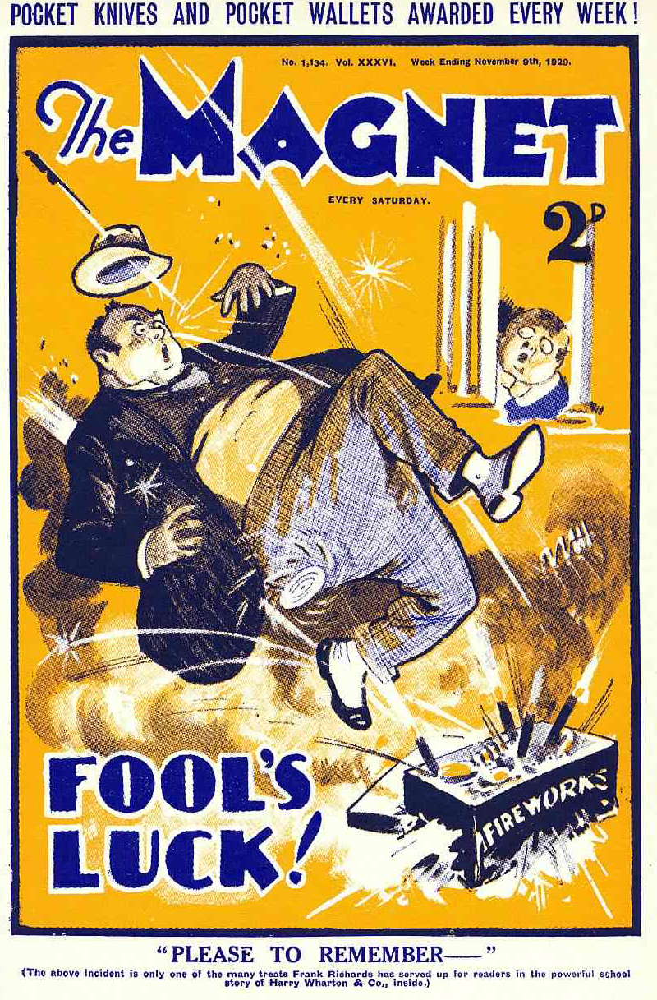 POCKET KNIVES AND POCKET WALLETS AWARDED EVERY WEEK!
No. 1,134. Vol. XXXVI. Week Ending November 9th, 1929.
The MAGNET
EVERY SATURDAY.
2D
FIREWORKS
FOOL'S
LUCK!
"PLEASE TO REMEMBER—"
(The above incident is only one of the many treats Frank Richards has served up for readers in the powerful school
story of Harry Wharton & Co., inside.)